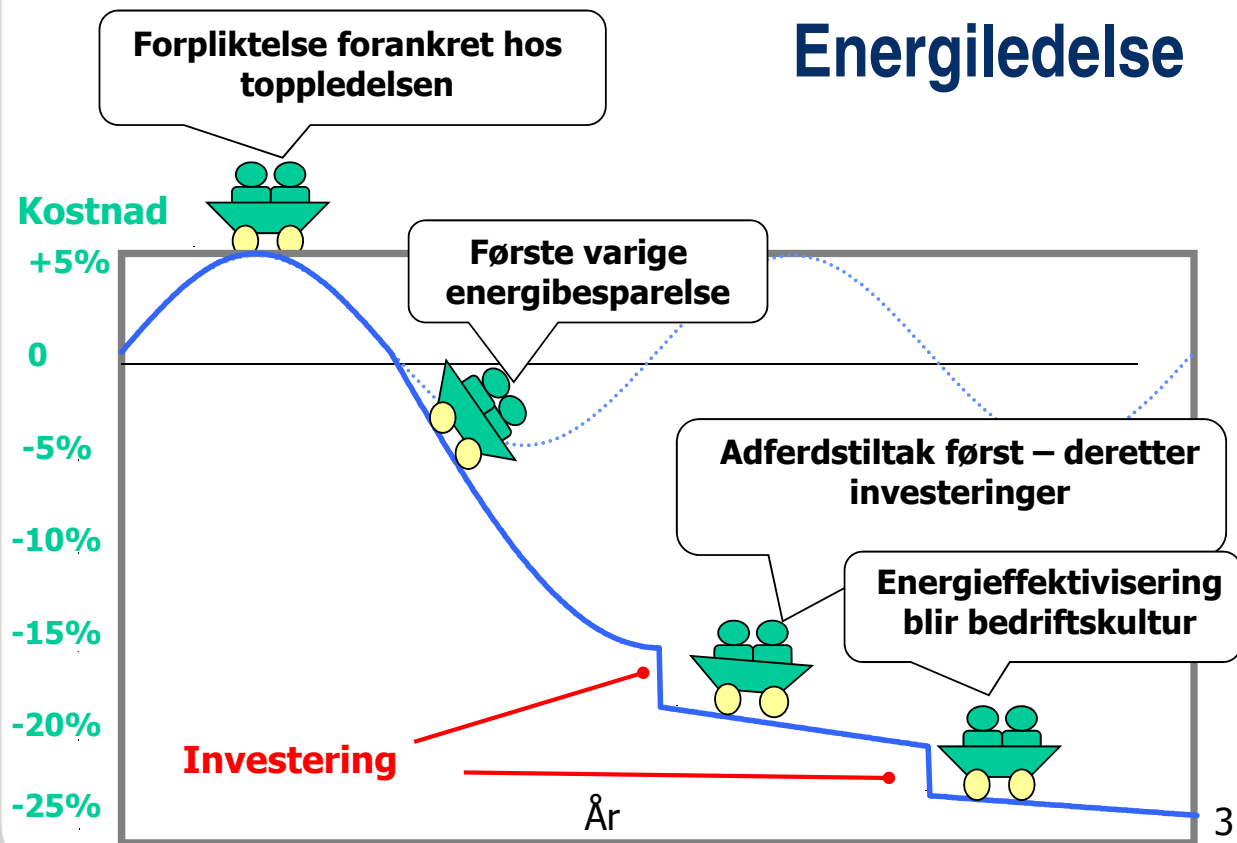 Energiledelse
Forpliktelse forankret hos
toppledelsen
Kostnad
+5%
0
-5%
-10%
-15%
-20%
-25%
Første varige
energibesparelse
Adferdstiltak først – deretter
investeringer
Energieffektivisering
blir bedriftskultur
Investering
År
3